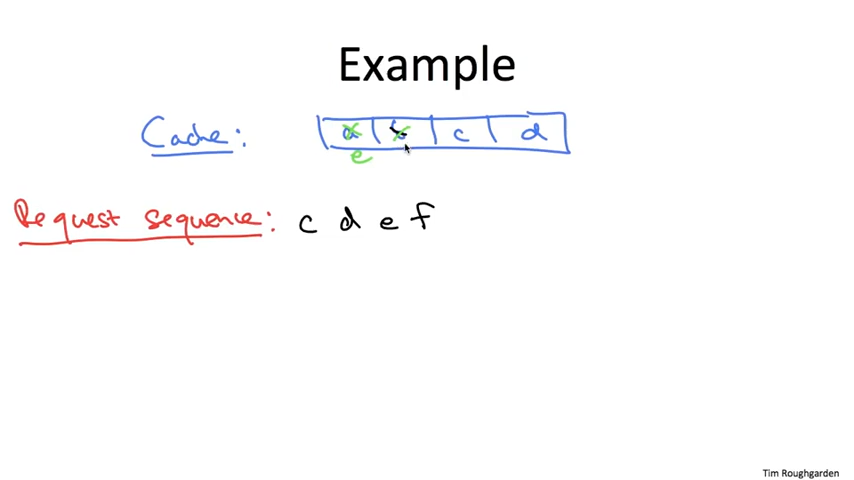 Example
Cache: a b c d
e
Request sequence: c d e f
Tim Roughgarden